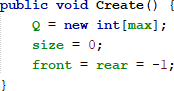 public void Create() {
Q = new int[max];
size = 0;
front = rear = -1;
}